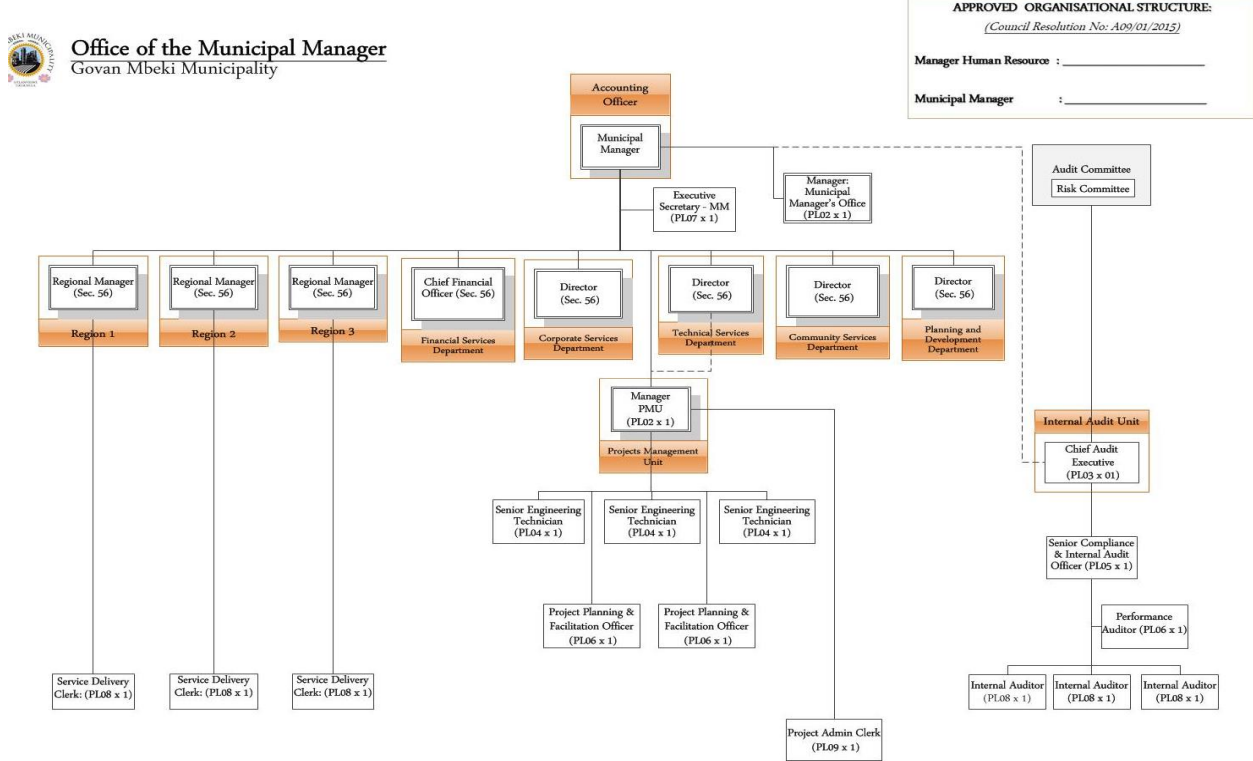 APPROVED ORGANISATIONAL STRUCTURE:
(Council Resolution No: A09/01/2015)
Manager Human Resource :
Municipal Manager :
Office of the Municipal Manager
Govan Mbeki Municipality
Accounting
Officer
Municipal
Manager
Executive
Secretary - MM
(PL07 x 1)
Manager:
Municipal
Manager's Office
(PL02 x 1)
Audit Committee
Risk Committee
Regional Manager
(Sec. 56)
Region 1
Regional Manager
(Sec. 56)
Region 2
Regional Manager
(Sec. 56)
Region 3
Chief Financial
Officer (Sec. 56)
Financial Services
Department
Director
(Sec. 56)
Corporate Services
Department
Director
(Sec. 56)
Technical Services
Department
Director
(Sec. 56)
Community Services
Department
Director
(Sec. 56)
Planning and
Development
Department
Manager
PMU
(PL02 x 1)
Projects Management
Unit
Internal Audit Unit
Chief Audit
Executive
(PL03 x 01)
Senior Engineering
Technician
(PL04 x 1)
Senior Engineering
Technician
(PL04 x 1)
Senior Engineering
Technician
(PL04 x 1)
Senior Compliance
& Internal Audit
Officer (PL05 x 1)
Project Planning &
Facilitation Officer
(PL06 x 1)
Project Planning &
Facilitation Officer
(PL06 x 1)
Performance
Auditor (PL06 x 1)
Service Delivery
Clerk: (PL08 x 1)
Service Delivery
Clerk: (PL08 x 1)
Service Delivery
Clerk: (PL08 x 1)
Internal Auditor
(PL08 x 1)
Internal Auditor
(PL08 x 1)
Internal Auditor
(PL08 x 1)
Project Admin Clerk
(PL09 x 1)